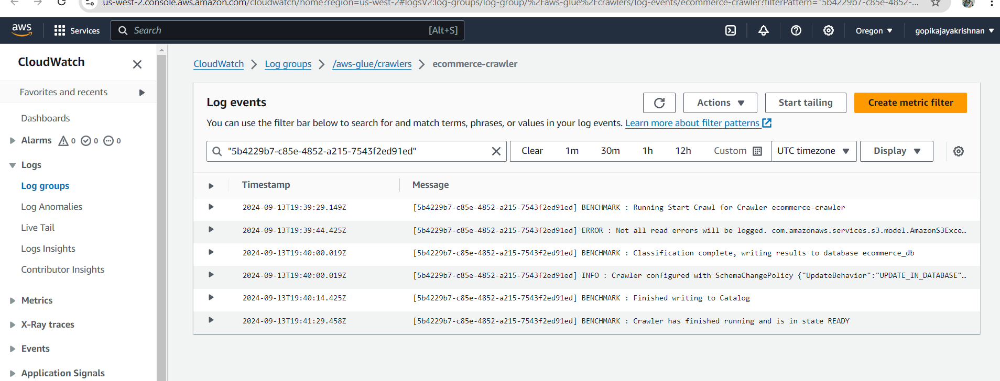 us-west-2.console.aws.amazon.com/cloudwatch/home?region=us-west-2#logsV2:log-groups/log-group/%2Faws-glue%2Fcrawlers/log-events/ecommerce-crawler?filterPattern="5b4229b7-c85e-4852-...
aws Services Search [Alt+S] Oregon gopikajayakrishnan
CloudWatch
Favorites and recents
Dashboards
Alarms 0 0 0
Logs
Log groups
Log Anomalies
Live Tail
Logs Insights
Contributor Insights
Metrics
X-Ray traces
Events
Application Signals
CloudWatch Log groups /aws-glue/crawlers ecommerce-crawler
Log events
Actions Start tailing Create metric filter
You can use the filter bar below to search for and match terms, phrases, or values in your log events. Learn more about filter patterns
"5b4229b7-c85e-4852-a215-7543f2ed91ed" Clear 1m 30m 1h 12h Custom UTC timezone Display
Timestamp Message
2024-09-13T19:39:29.149Z [5b4229b7-c85e-4852-a215-7543f2ed91ed] BENCHMARK : Running Start Crawl for Crawler ecommerce-crawler
2024-09-13T19:39:44.425Z [5b4229b7-c85e-4852-a215-7543f2ed91ed] ERROR : Not all read errors will be logged. com.amazonaws.services.s3.model.AmazonS3Exce…
2024-09-13T19:40:00.019Z [5b4229b7-c85e-4852-a215-7543f2ed91ed] BENCHMARK : Classification complete, writing results to database ecommerce_db
2024-09-13T19:40:00.019Z [5b4229b7-c85e-4852-a215-7543f2ed91ed] INFO : Crawler configured with SchemaChangePolicy {"UpdateBehavior":"UPDATE_IN_DATABASE"…
2024-09-13T19:40:14.425Z [5b4229b7-c85e-4852-a215-7543f2ed91ed] BENCHMARK : Finished writing to Catalog
2024-09-13T19:41:29.458Z [5b4229b7-c85e-4852-a215-7543f2ed91ed] BENCHMARK : Crawler has finished running and is in state READY